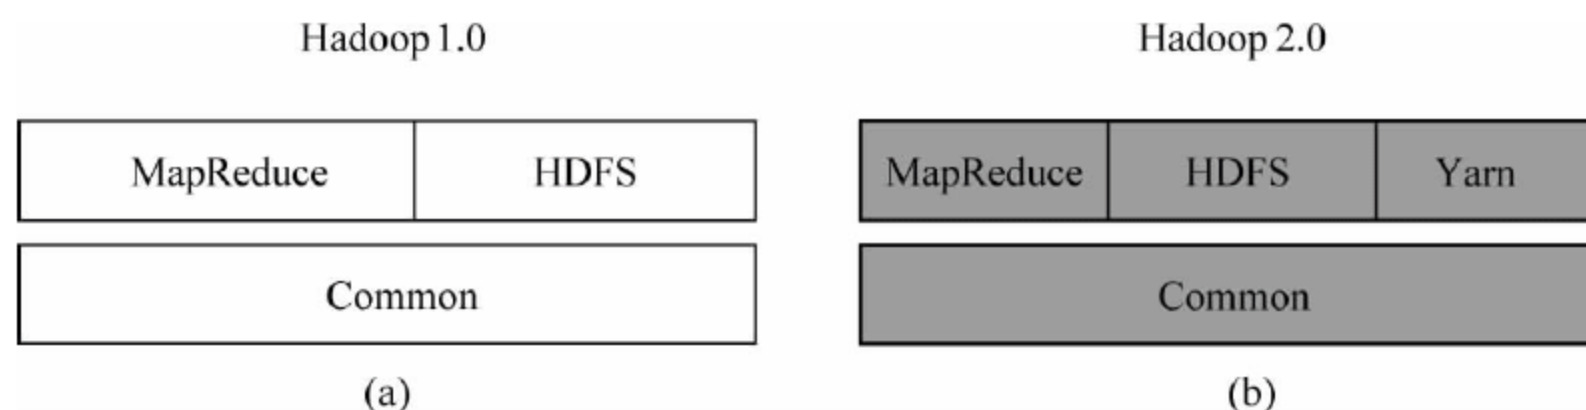 Hadoop 1.0
MapReduce HDFS
Common
(a)
Hadoop 2.0
MapReduce HDFS Yarn
Common
(b)